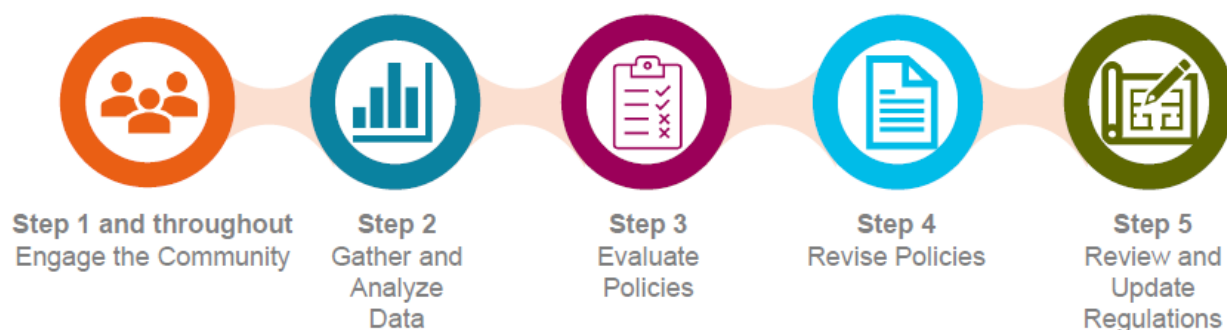 Step 1 and throughout
Engage the Community
Step 2
Gather and
Analyze
Data
Step 3
Evaluate
Policies
Step 4
Revise Policies
Step 5
Review and
Update
Regulations